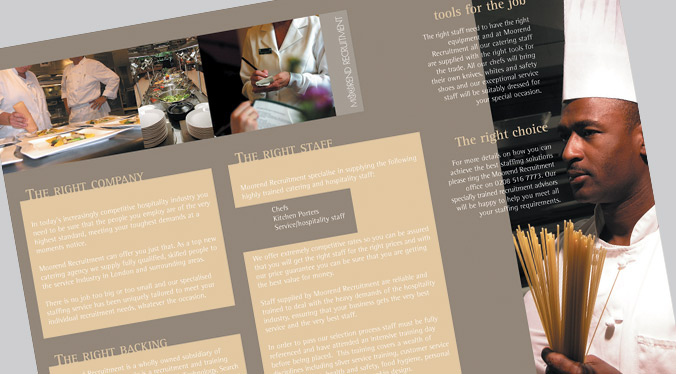 MOOREND RECRUITMENT
THE RIGHT COMPANY
In today's increasingly competitive hospitality industry you
need to be sure that the people you employ are of the very
highest standard, meeting your toughest demands at a
moments notice.
Moorend Recruitment can offer you just that. As a top new
catering agency we supply fully qualified, skilled people to
the service industry in London and surrounding areas.
There is no job too big or too small and our specialised
staffing service has been uniquely tailored to meet your
individual recruitment needs, whatever the occasion.
THE RIGHT BACKING
Recruitment is a wholly owned subsidiary of
is a recruitment and training
Technology, Search
THE RIGHT STAFF
Moorend Recruitment specialise in supplying the following
highly trained catering and hospitality staff:
Chefs
Kitchen Porters
Service/hospitality staff
We offer extremely competitive rates so you can be assured
that you will get the right staff for the right prices and with
our price guarantee you can be sure that you are getting
the best value for money.
Staff supplied by Moorend Recruitment are reliable and
trained to deal with the heavy demands of the hospitality
industry, ensuring that your business gets the very best
service and the very best staff.
In order to pass our selection process staff must be fully
referenced and have attended an intensive training day
before being placed. This training covers a wealth of
disciplines including silver service training, customer service
health and safety, food hygiene, personal
tools for the job
The right staff need to have the right
equipment and at Moorend
Recruitment all our catering staff
are supplied with the right tools for
the trade. All our chefs will bring
their own knives, whites and safety
shoes and our exceptional service
staff will be suitably dressed for
your special occasion.
The right choice
For more details on how you can
achieve the best staffing solutions
please ring the Moorend Recruitment
office on 0208 516 7773. Our
specially trained recruitment advisors
will be happy to help you meet all
your staffing requirements.